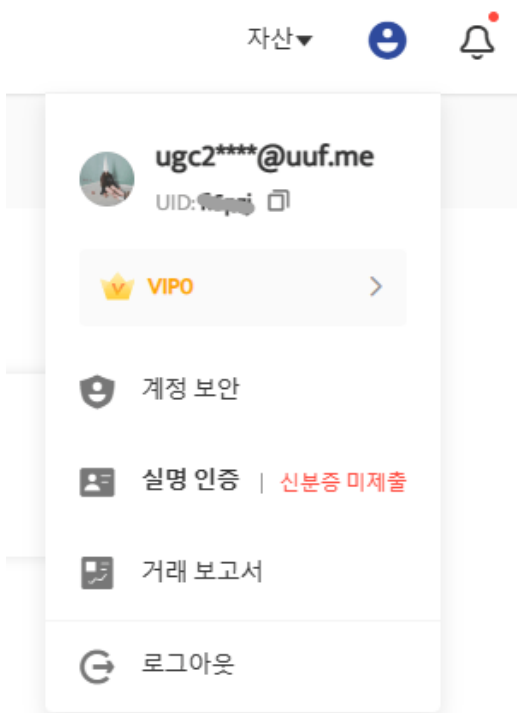 자산▼
ugc2****@uuf.me
UID:
VIP0
계정 보안
실명 인증 | 신분증 미제출
거래 보고서
로그아웃